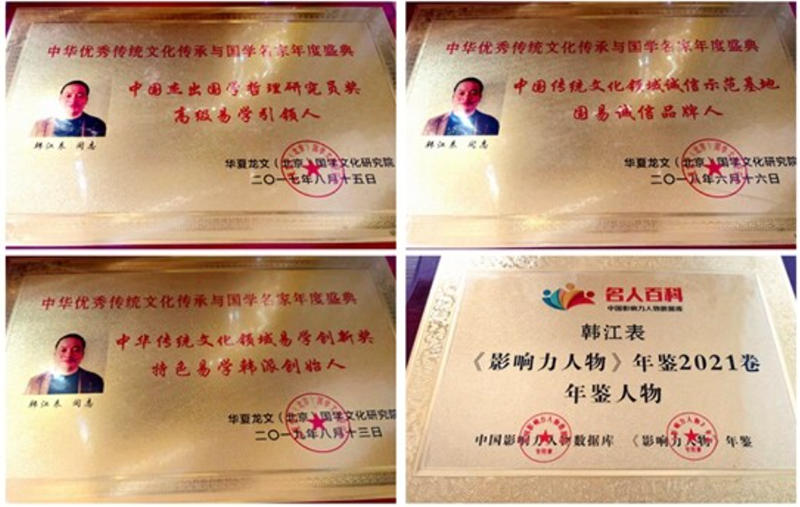 中华优秀传统文化传承与国学名家年度盛典
中国杰出国学哲理研究员奖
高级易学引领人
韩江表 同志
华夏龙文（北京）国学文化研究院
二〇一七年八月十五日
中华优秀传统文化传承与国学名家年度盛典
中国传统文化领域诚信示范基地
国易诚信品牌人
韩江表 同志
华夏龙文（北京）国学文化研究院
二〇一八年六月十六日
中华优秀传统文化传承与国学名家年度盛典
中华传统文化领域易学创新奖
特色易学韩派创始人
韩江表 同志
华夏龙文（北京）国学文化研究院
二〇一九年八月十三日
名人百科
中国影响力人物数据库
韩江表
《影响力人物》年鉴2021卷
年鉴人物
中国影响力人物数据库 《影响力人物》年鉴